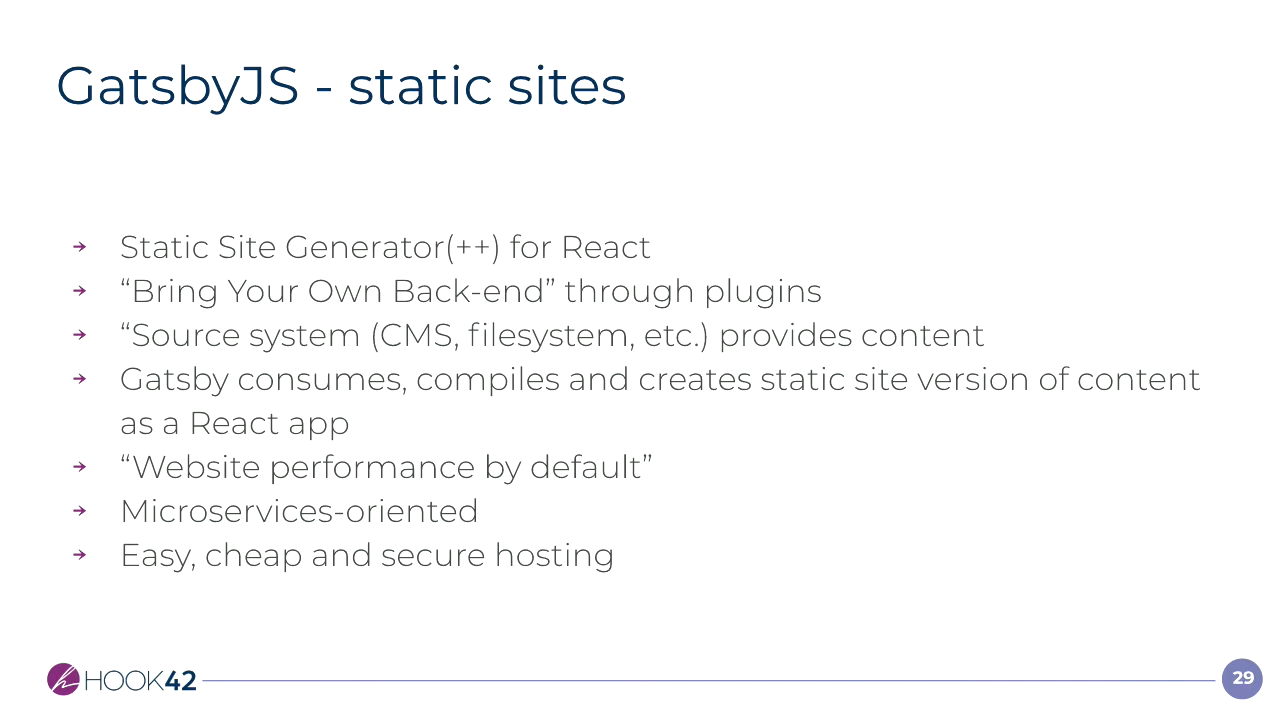 GatsbyJS - static sites
→ Static Site Generator(++) for React
→ “Bring Your Own Back-end” through plugins
→ “Source system (CMS, filesystem, etc.) provides content
→ Gatsby consumes, compiles and creates static site version of content
as a React app
→ “Website performance by default”
→ Microservices-oriented
→ Easy, cheap and secure hosting
HOOK42
29